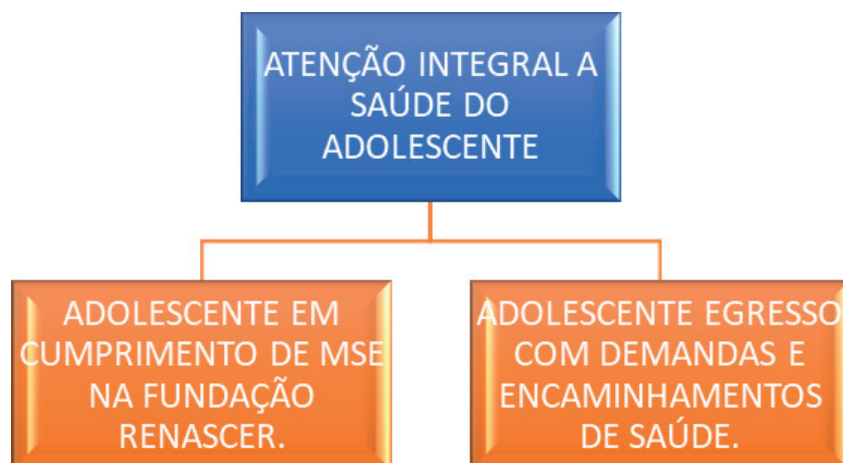 ATENÇÃO INTEGRAL A
SAÚDE DO
ADOLESCENTE
ADOLESCENTE EM
CUMPRIMENTO DE MSE
NA FUNDAÇÃO
RENASCER.
ADOLESCENTE EGRESSO
COM DEMANDAS E
ENCAMINHAMENTOS
DE SAÚDE.